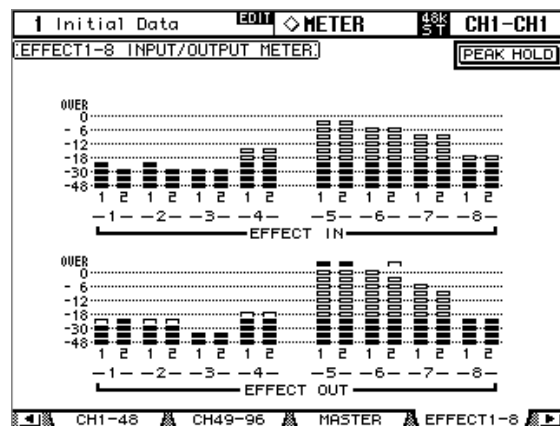 1 Initial Data EDIT ◇METER 48K ST CH1-CH1
EFFECT1-8 INPUT/OUTPUT METER PEAK HOLD
OVER
0
- 6
-12
-18
-30
-48
1 2 1 2 1 2 1 2 1 2 1 2 1 2 1 2
-1- -2- -3- -4- -5- -6- -7- -8-
EFFECT IN
OVER
0
- 6
-12
-18
-30
-48
1 2 1 2 1 2 1 2 1 2 1 2 1 2 1 2
-1- -2- -3- -4- -5- -6- -7- -8-
EFFECT OUT
CH1-48 CH49-96 MASTER EFFECT1-8